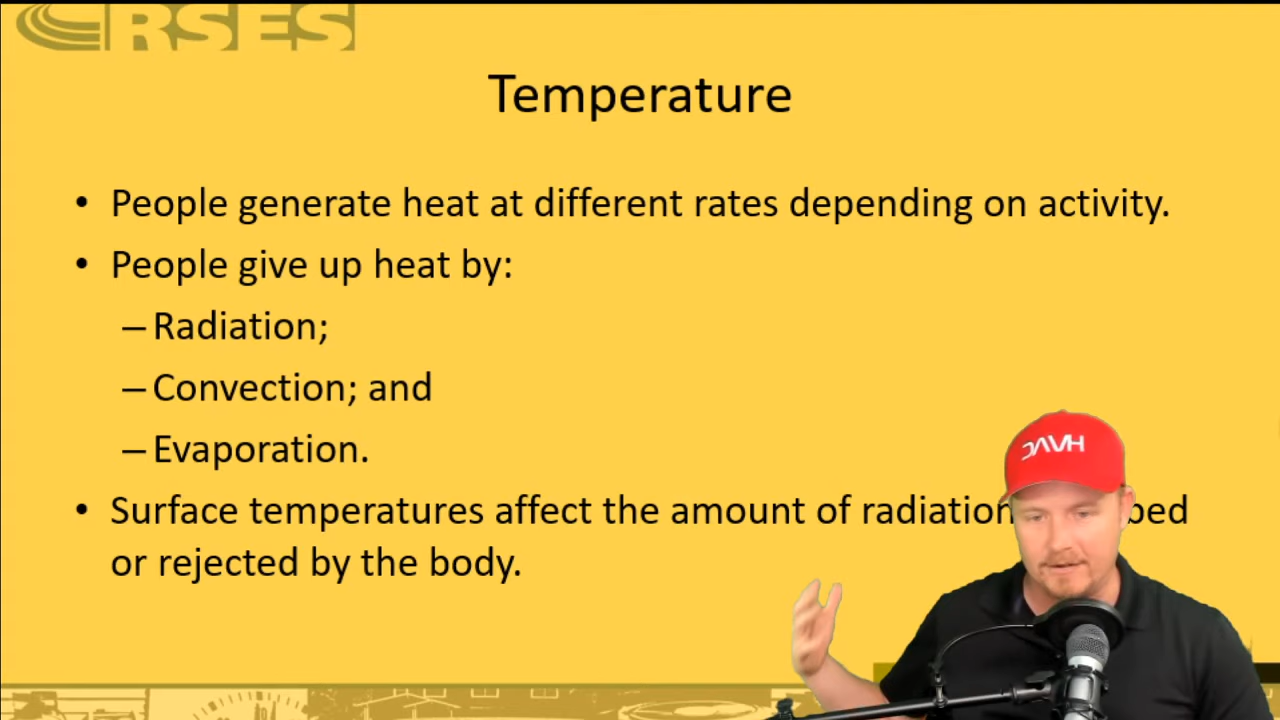 RSES
Temperature
• People generate heat at different rates depending on activity.
• People give up heat by:
– Radiation;
– Convection; and
– Evaporation.
• Surface temperatures affect the amount of radiation
or rejected by the body.